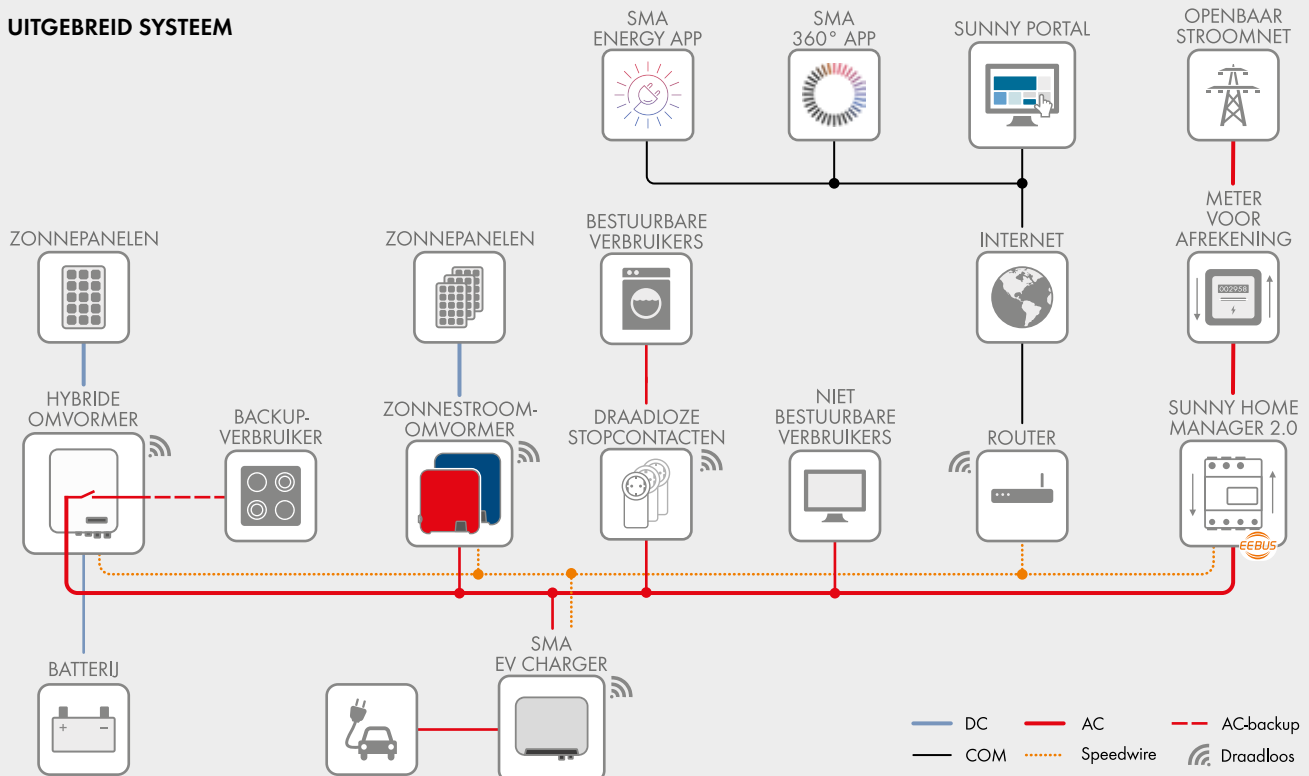 UITGEBREID SYSTEEM
SMA
ENERGY APP
SMA
360° APP
SUNNY PORTAL
OPENBAAR
STROOMNET
METER
VOOR
AFREKENING
ZONNEPANELEN
ZONNEPANELEN
BESTUURBARE
VERBRUIKERS
INTERNET
002958
HYBRIDE
OMVORMER
BACKUP-
VERBRUIKER
ZONNESTROOM-
OMVORMER
DRAADLOZE
STOPCONTACTEN
NIET
BESTUURBARE
VERBRUIKERS
ROUTER
SUNNY HOME
MANAGER 2.0
EEBUS
BATTERIJ
+ −
SMA
EV CHARGER
DC
AC
AC-backup
COM
Speedwire
Draadloos